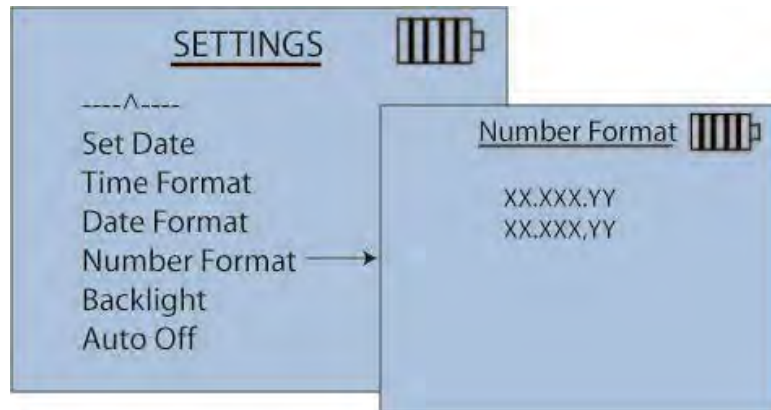 SETTINGS
----^----
Set Date
Time Format
Date Format
Number Format
Backlight
Auto Off
Number Format
XX.XXX.YY
XX.XXX,YY